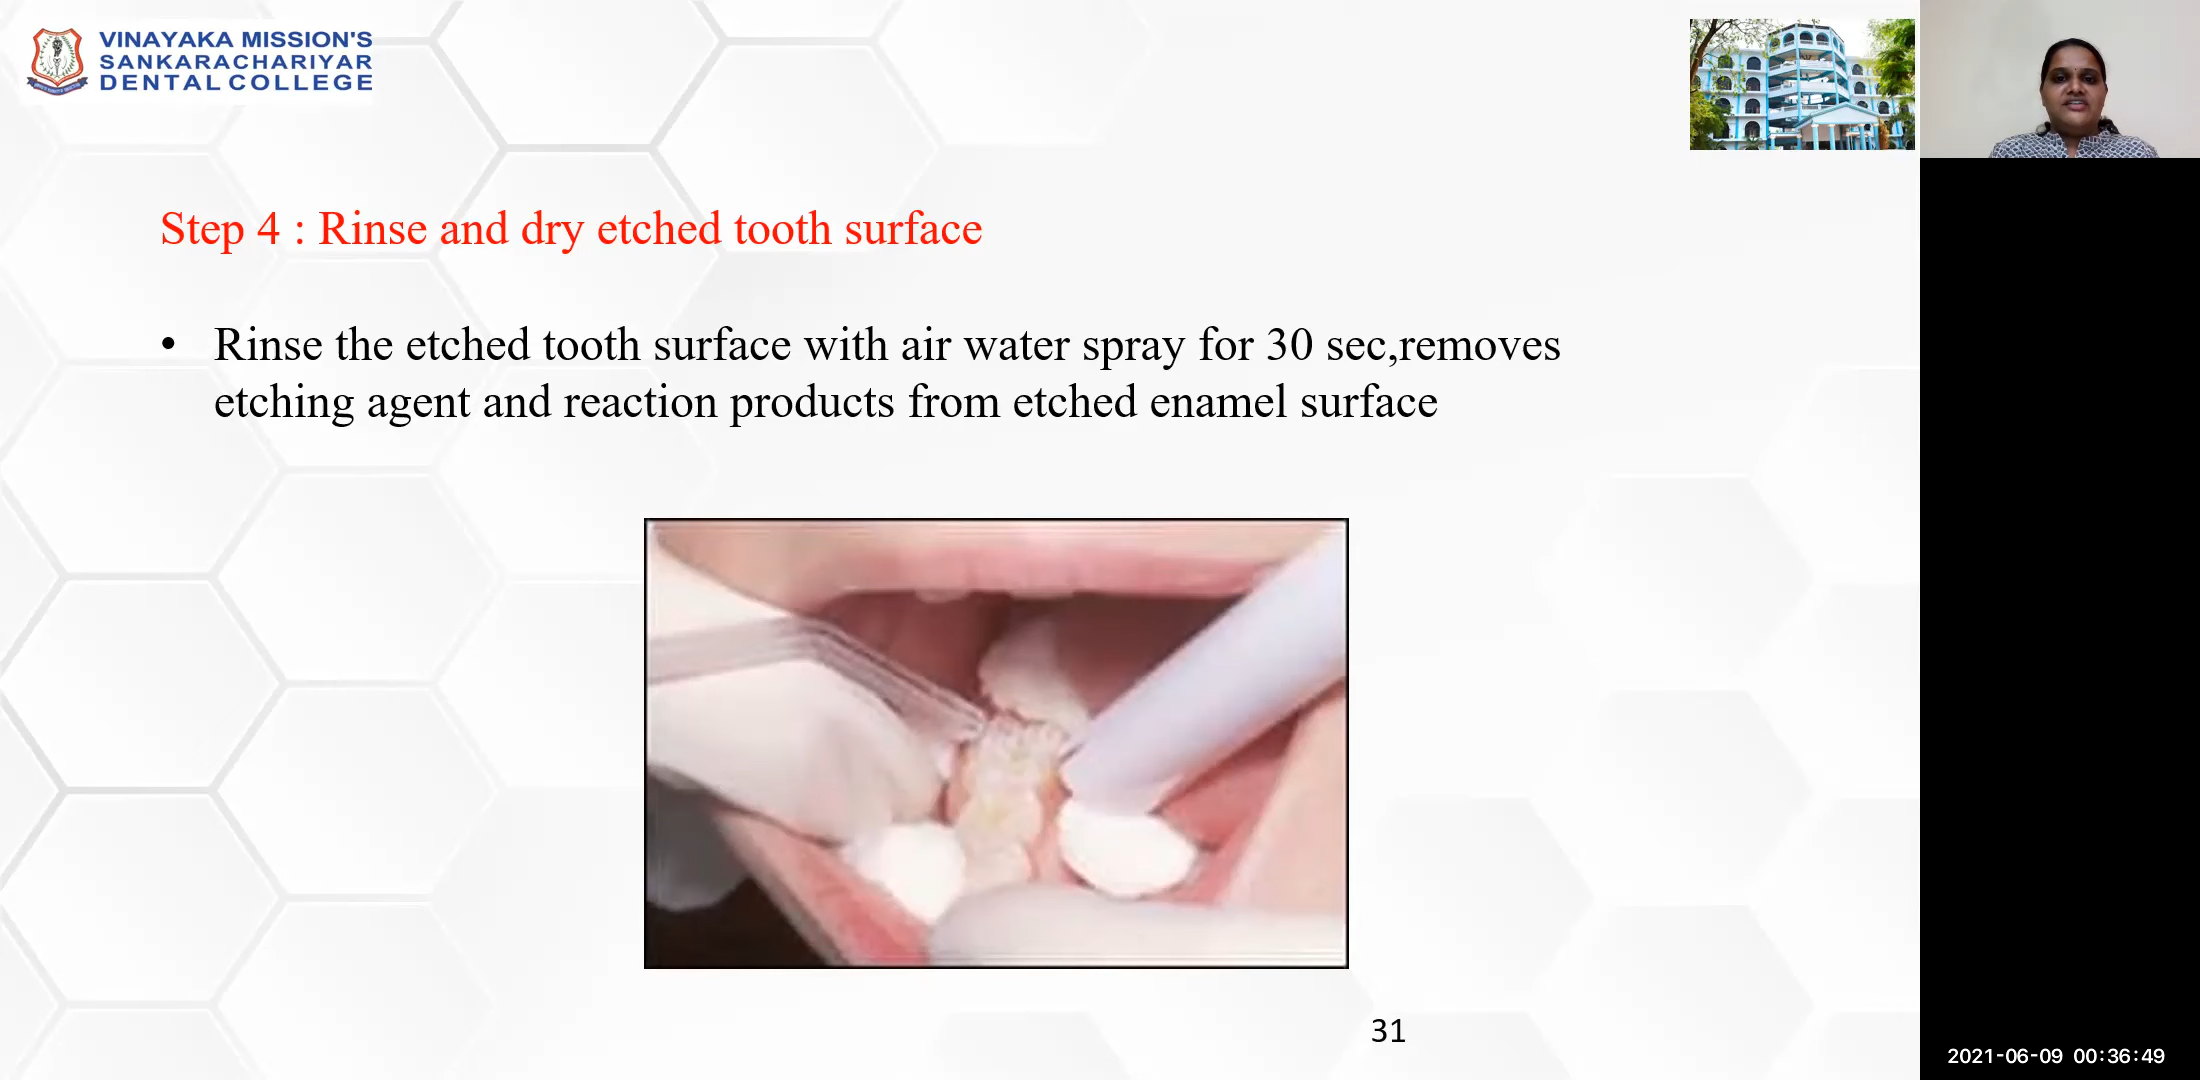 VINAYAKA MISSION'S
SANKARACHARIYAR
DENTAL COLLEGE
Step 4 : Rinse and dry etched tooth surface
• Rinse the etched tooth surface with air water spray for 30 sec,removes
etching agent and reaction products from etched enamel surface
31
2021-06-09 00:36:49